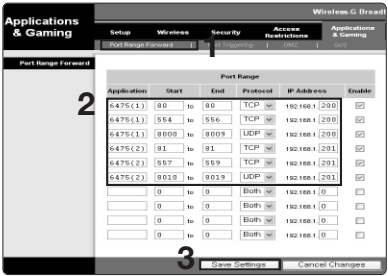 Wireless-G Broadb
Applications
& Gaming
Setup Wireless Security Access Restrictions Applications & Gaming
Port Range Forward | Port Triggering | DMZ | QoS
1
Port Range Forward
Port Range
Application Start End Protocol IP Address Enable
2
6475(1) 80 to 80 TCP 192.168.1. 200
6475(1) 554 to 556 TCP 192.168.1. 200
6475(1) 8000 to 8009 UDP 192.168.1. 200
6475(2) 81 to 81 TCP 192.168.1. 201
6475(2) 557 to 559 TCP 192.168.1. 201
6475(2) 8010 to 8019 UDP 192.168.1. 201
0 to 0 Both 192.168.1. 0
0 to 0 Both 192.168.1. 0
0 to 0 Both 192.168.1. 0
0 to 0 Both 192.168.1. 0
3
Save Settings Cancel Changes